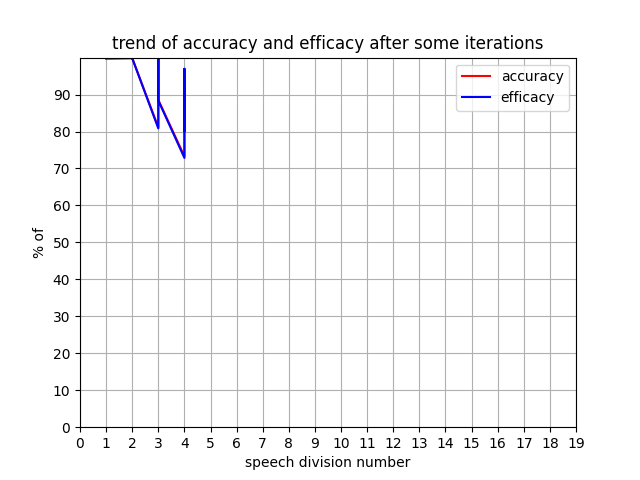 trend of accuracy and efficacy after some iterations
accuracy
efficacy
90
80
70
60
50
40
30
20
10
0
% of
0 1 2 3 4 5 6 7 8 9 10 11 12 13 14 15 16 17 18 19
speech division number